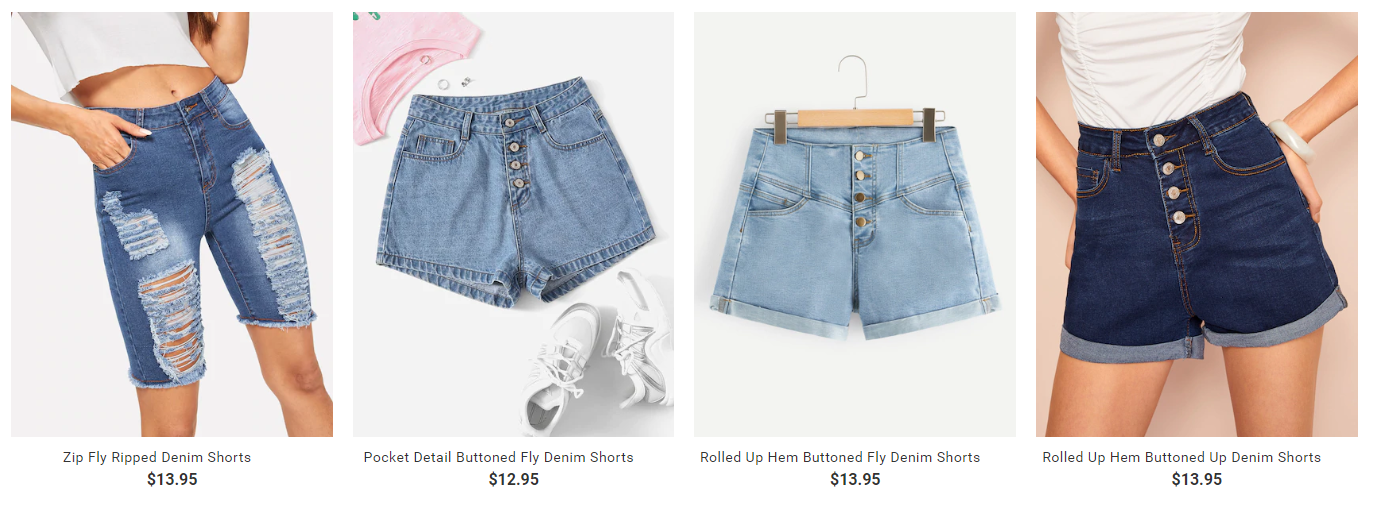 Zip Fly Ripped Denim Shorts
$13.95
Pocket Detail Buttoned Fly Denim Shorts
$12.95
Rolled Up Hem Buttoned Fly Denim Shorts
$13.95
Rolled Up Hem Buttoned Up Denim Shorts
$13.95